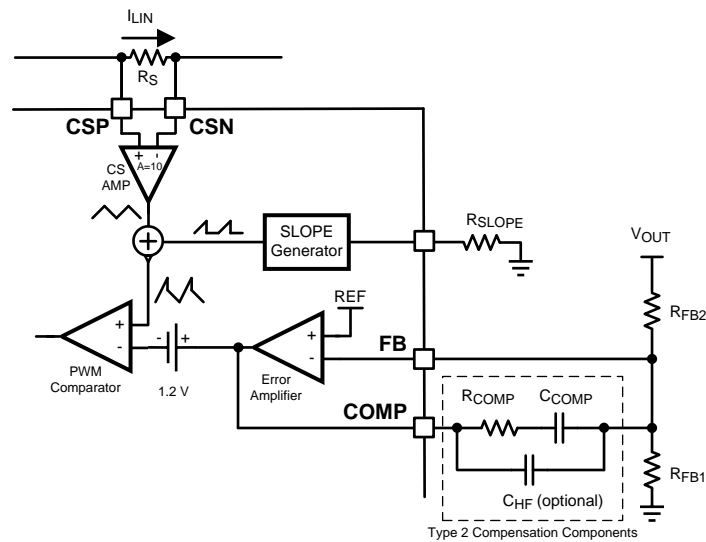 I_LIN
R_S
CSP
CSN
+ -
A=10
CS
AMP
+
SLOPE
Generator
R_SLOPE
V_OUT
R_FB2
REF
+
-
FB
+
-
- +
PWM
Comparator
1.2 V
Error
Amplifier
COMP
R_COMP
C_COMP
R_FB1
C_HF (optional)
Type 2 Compensation Components